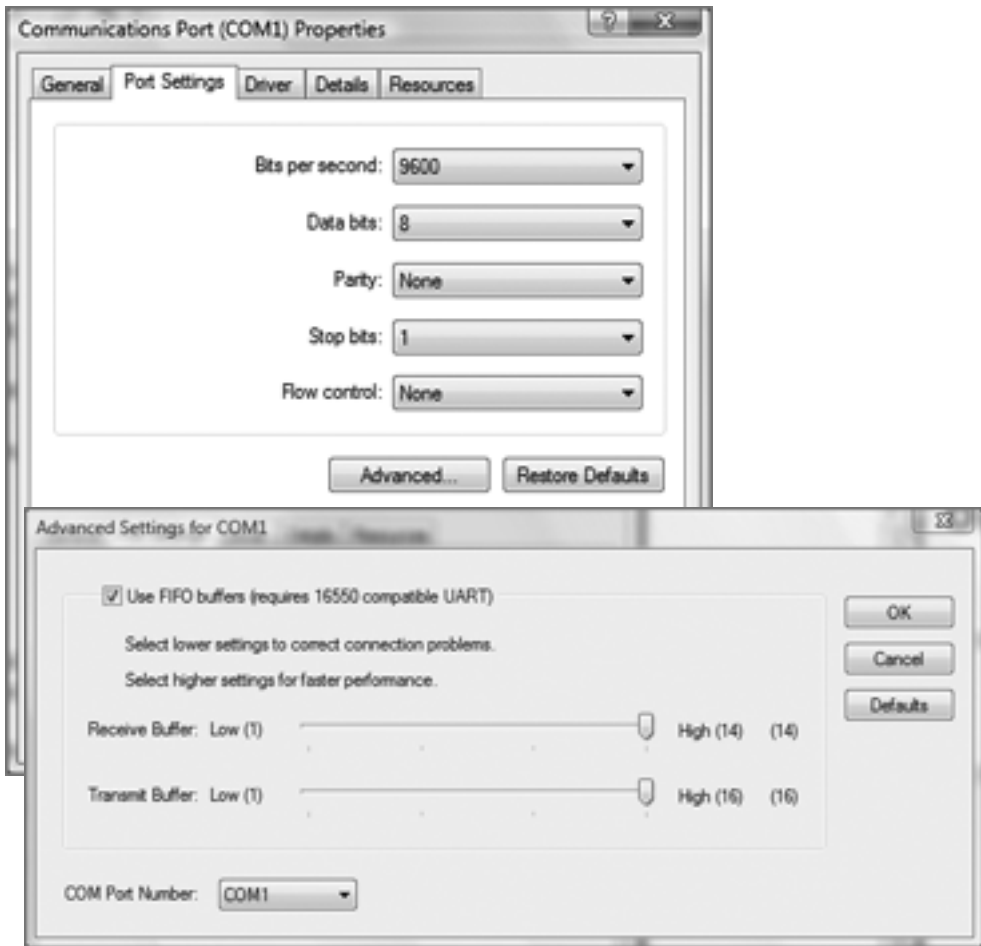 Communications Port (COM1) Properties
General Port Settings Driver Details Resources
Bits per second: 9600
Data bits: 8
Parity: None
Stop bits: 1
Flow control: None
Advanced... Restore Defaults
Advanced Settings for COM1
Use FIFO buffers (requires 16550 compatible UART)
OK
Select lower settings to correct connection problems.
Cancel
Select higher settings for faster performance.
Defaults
Receive Buffer: Low (1) High (14) (14)
Transmit Buffer: Low (1) High (16) (16)
COM Port Number: COM1